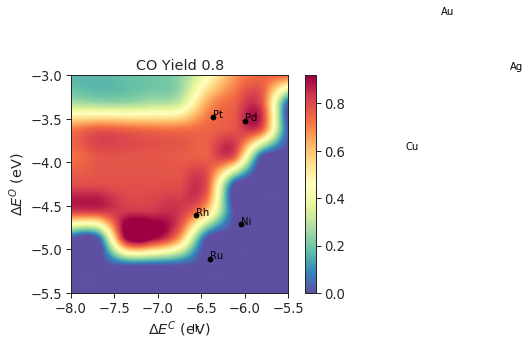 Au
Ag
CO Yield 0.8
−3.0
−3.5
−4.0
−4.5
−5.0
−5.5
ΔE^O (eV)
Pt
Pd
Cu
Rh
Ni
Ru
0.8
0.6
0.4
0.2
0.0
−8.0 −7.5 −7.0 −6.5 −6.0 −5.5
ΔE^C (eV)
Ir